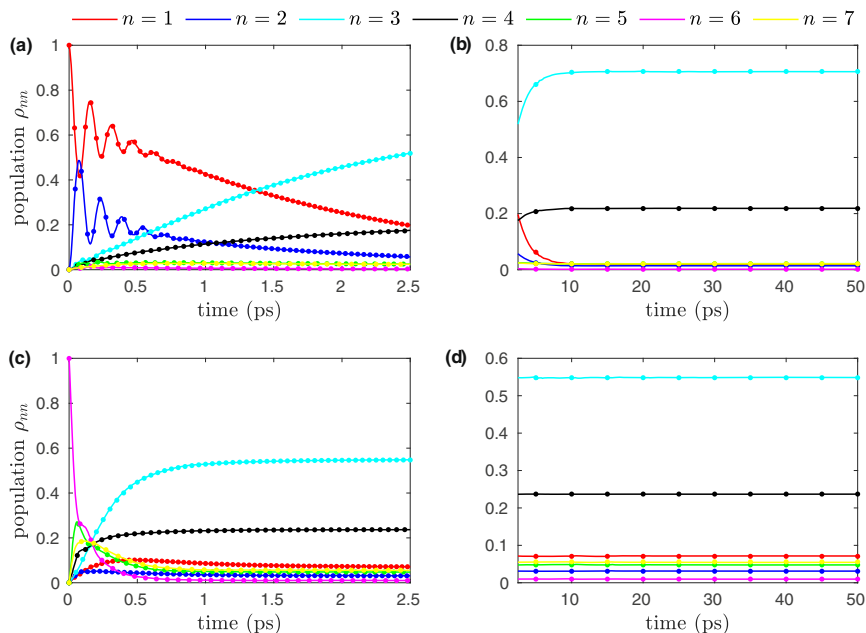 n = 1 n = 2 n = 3 n = 4 n = 5 n = 6 n = 7
(a)
1
0.8
0.6
0.4
0.2
0
population ρnn
0 0.5 1 1.5 2 2.5
time (ps)
(b)
0.8
0.6
0.4
0.2
0
10 20 30 40 50
time (ps)
(c)
1
0.8
0.6
0.4
0.2
0
population ρnn
0 0.5 1 1.5 2 2.5
time (ps)
(d)
0.6
0.5
0.4
0.3
0.2
0.1
0
10 20 30 40 50
time (ps)